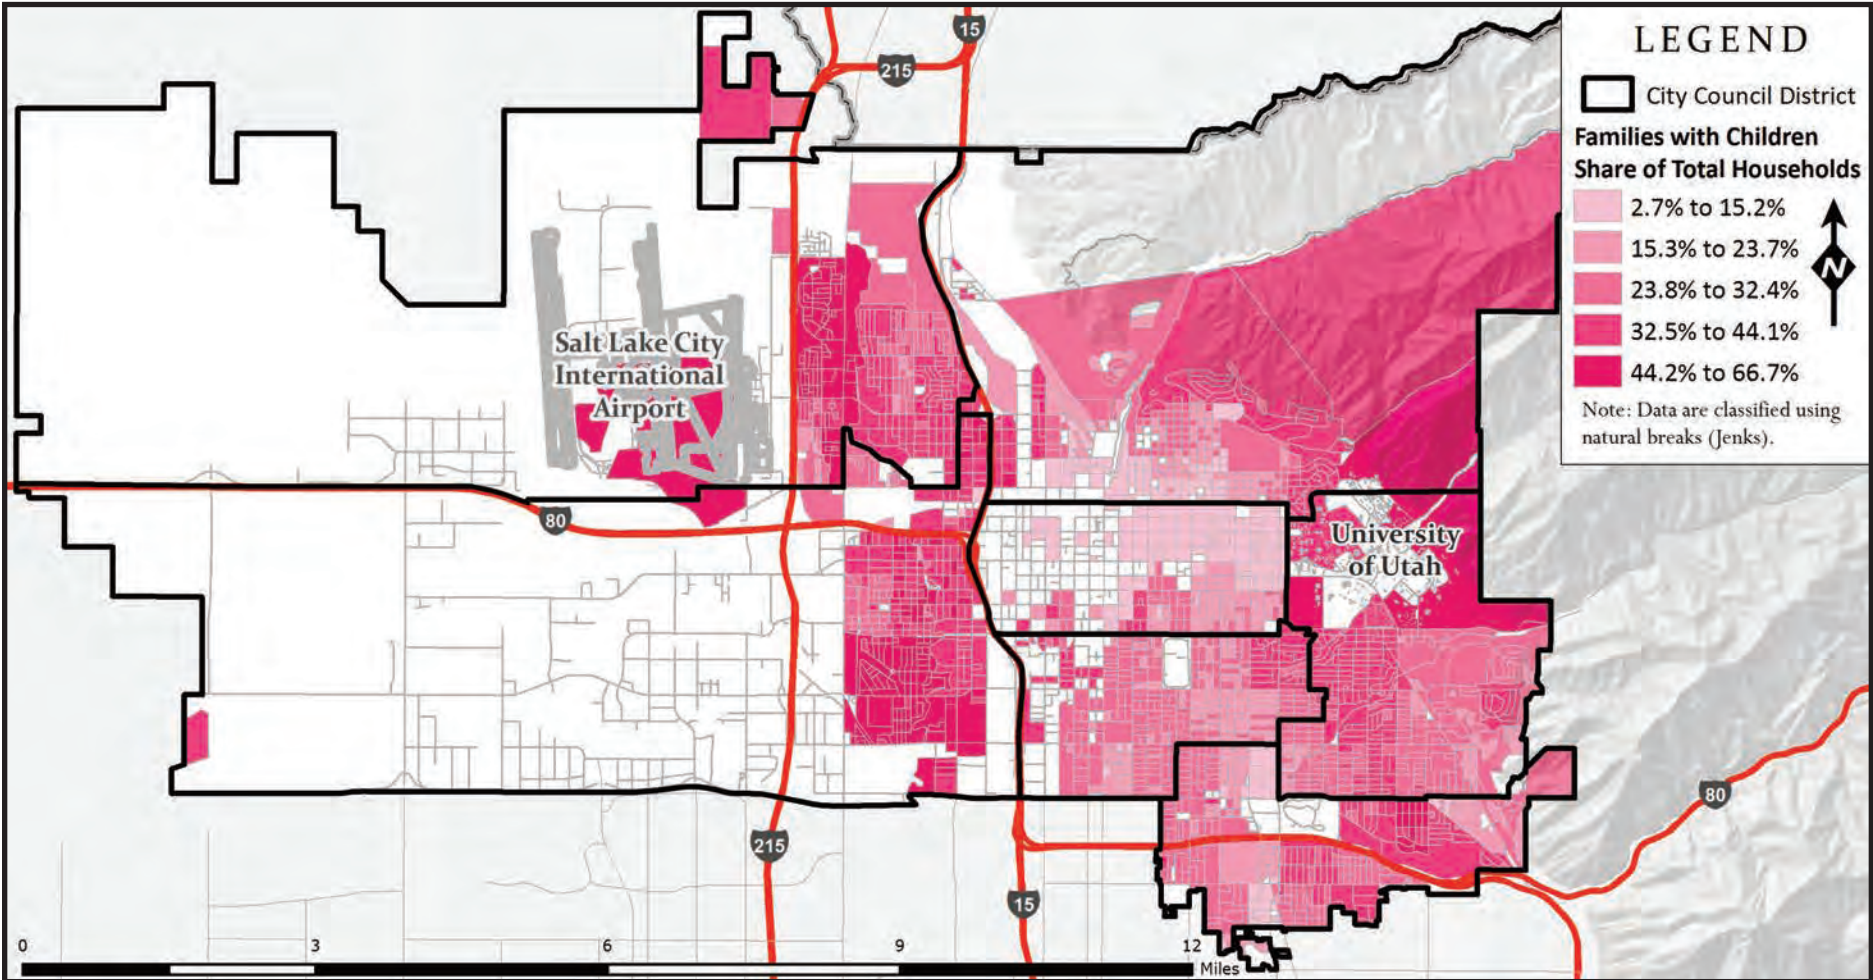 LEGEND
City Council District
Families with Children
Share of Total Households
2.7% to 15.2%
15.3% to 23.7%
23.8% to 32.4%
32.5% to 44.1%
44.2% to 66.7%
N
Note: Data are classified using
natural breaks (Jenks).
15
215
Salt Lake City
International
Airport
80
University
of Utah
80
215
15
0 3 6 9 12
Miles